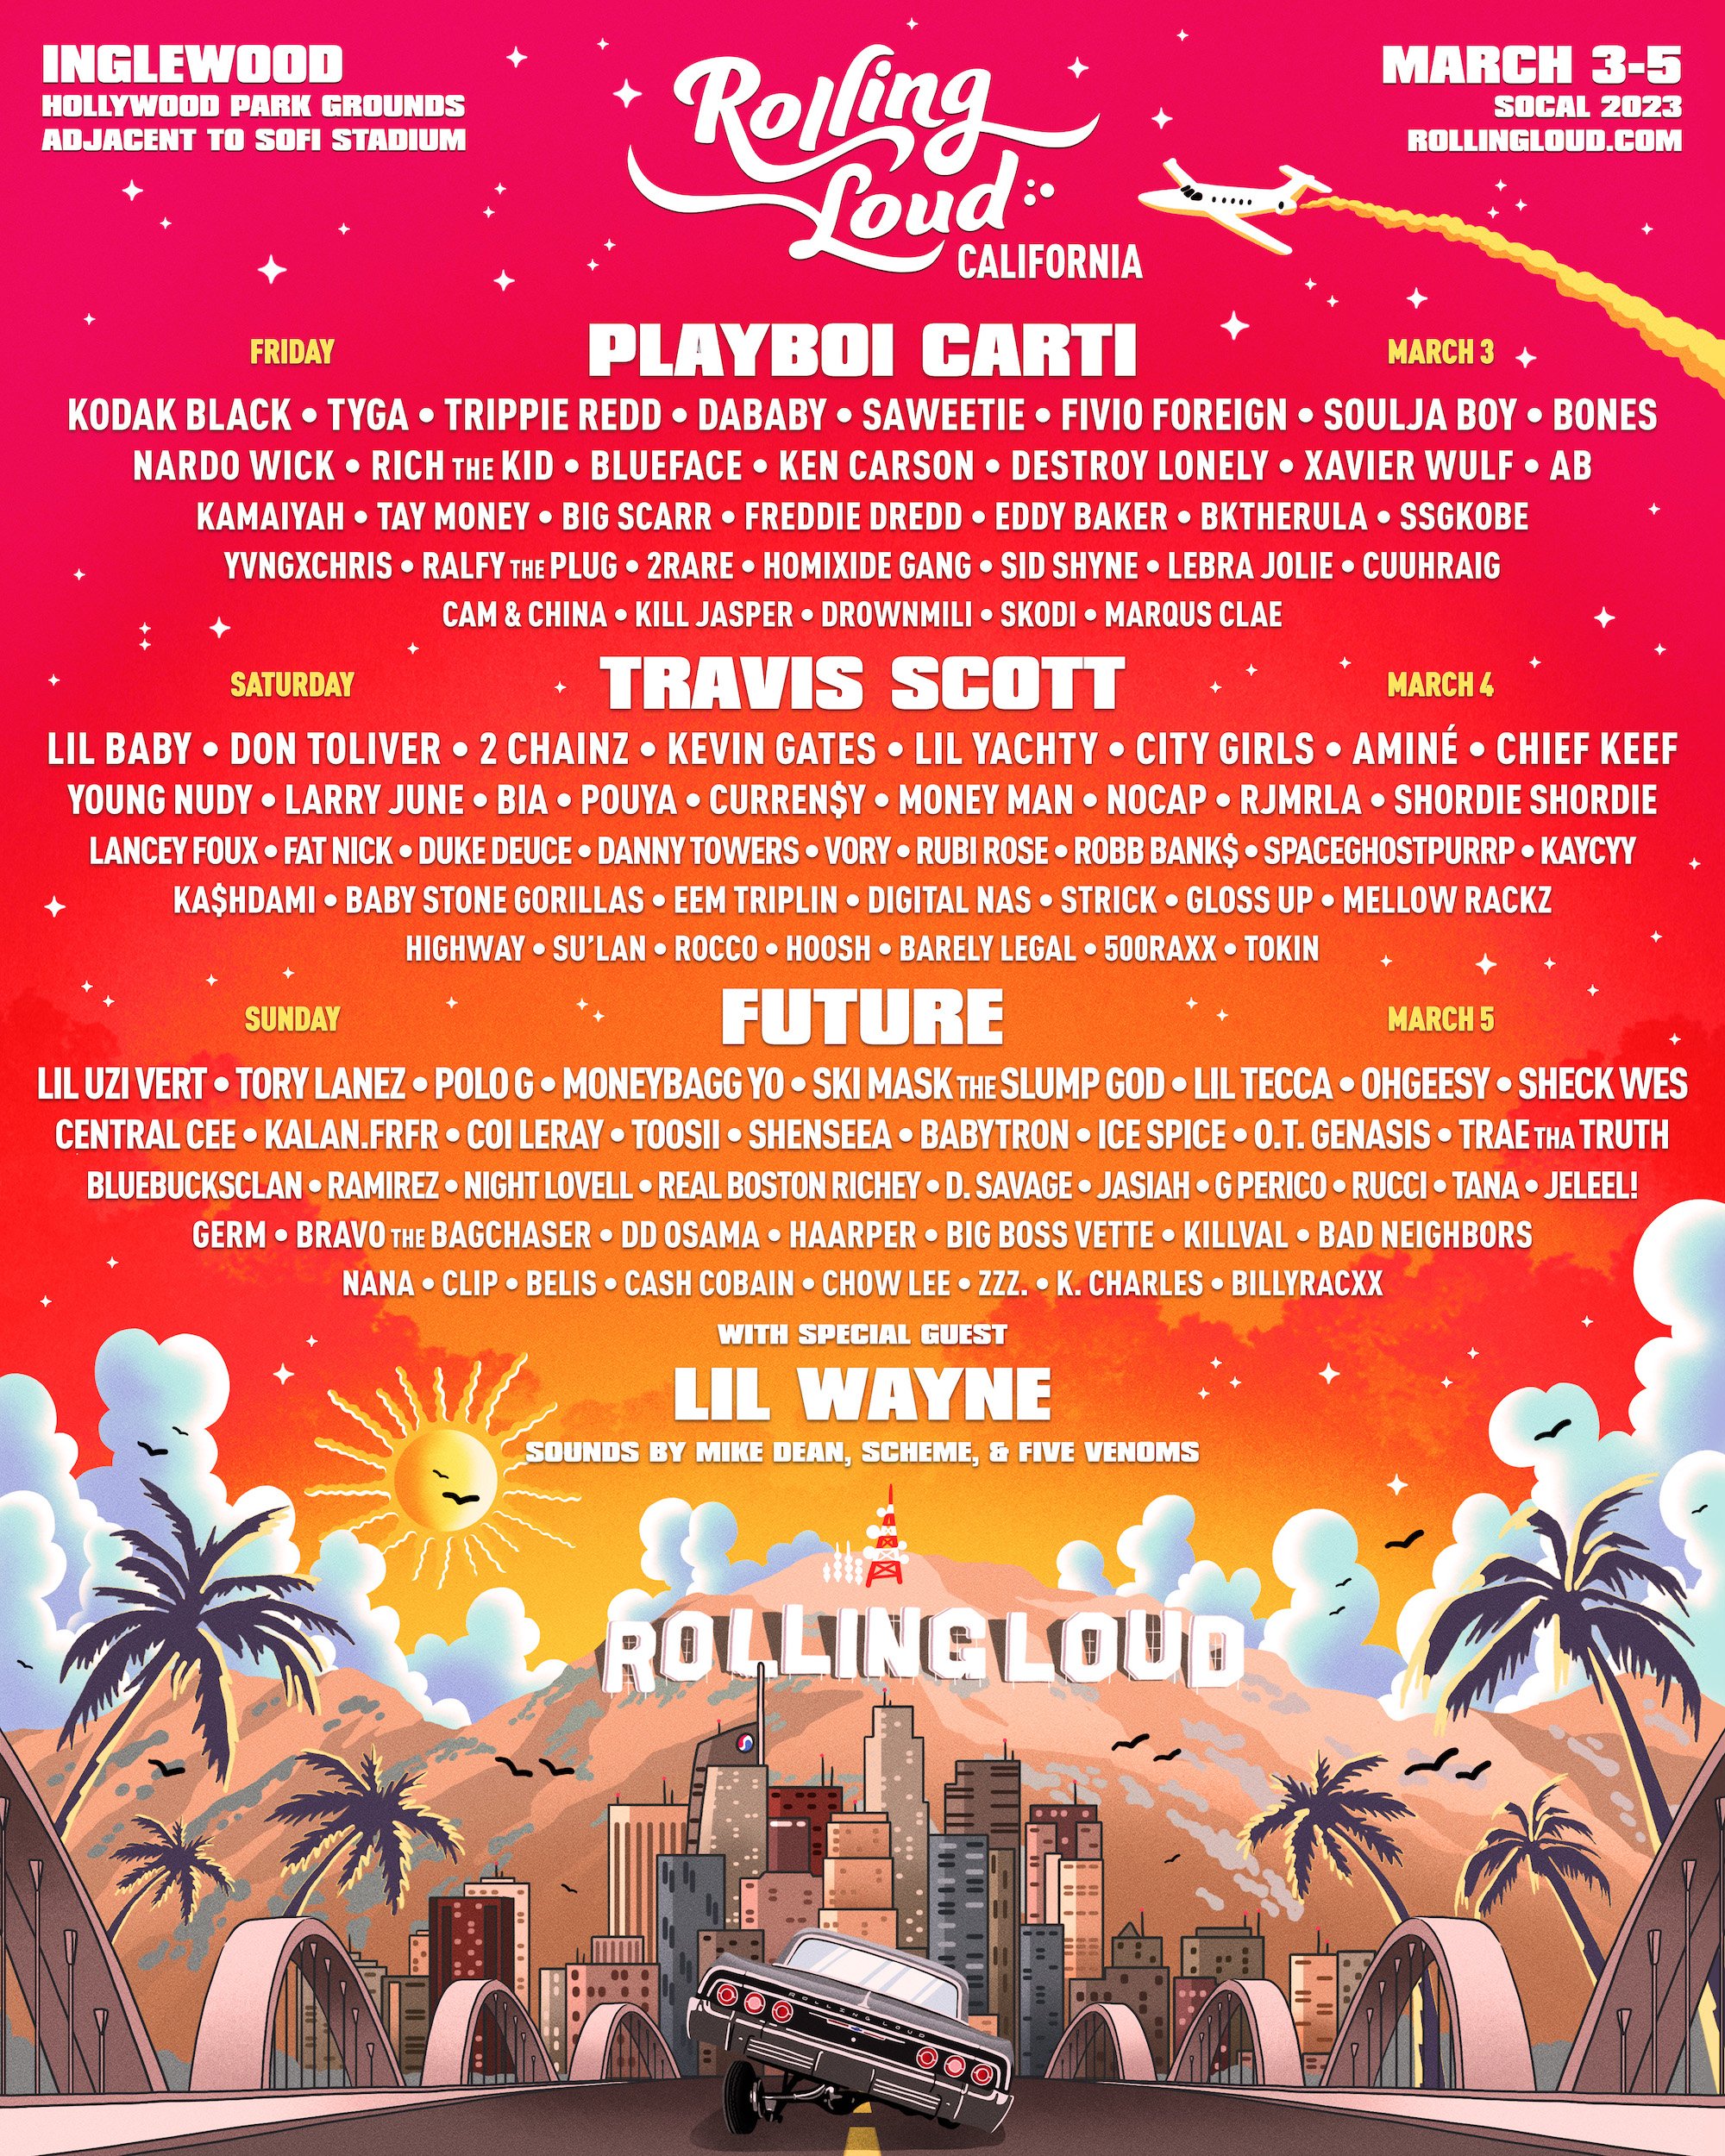 INGLEWOOD
HOLLYWOOD PARK GROUNDS
ADJACENT TO SOFI STADIUM
Rolling
Loud
CALIFORNIA
MARCH 3-5
SOCAL 2023
ROLLINGLOUD.COM
FRIDAY
PLAYBOI CARTI
MARCH 3
KODAK BLACK • TYGA • TRIPPIE REDD • DABABY • SAWEETIE • FIVIO FOREIGN • SOULJA BOY • BONES
NARDO WICK • RICH THE KID • BLUEFACE • KEN CARSON • DESTROY LONELY • XAVIER WULF • AB
KAMAIYAH • TAY MONEY • BIG SCARR • FREDDIE DREDD • EDDY BAKER • BKTHERULA • SSGKOBE
YVNGXCHRIS • RALFY THE PLUG • 2RARE • HOMIXIDE GANG • SID SHYNE • LEBRA JOLIE • CUUHRAIG
CAM & CHINA • KILL JASPER • DROWNMILI • SKODI • MARQUS CLAE
SATURDAY
TRAVIS SCOTT
MARCH 4
LIL BABY • DON TOLIVER • 2 CHAINZ • KEVIN GATES • LIL YACHTY • CITY GIRLS • AMINÉ • CHIEF KEEF
YOUNG NUDY • LARRY JUNE • BIA • POUYA • CURREN$Y • MONEY MAN • NOCAP • RJMRLA • SHORDIE SHORDIE
LANCEY FOUX • FAT NICK • DUKE DEUCE • DANNY TOWERS • VORY • RUBI ROSE • ROBB BANK$ • SPACEGHOSTPURRP • KAYCYY
KA$HDAMI • BABY STONE GORILLAS • EEM TRIPLIN • DIGITAL NAS • STRICK • GLOSS UP • MELLOW RACKZ
HIGHWAY • SU'LAN • ROCCO • HOOSH • BARELY LEGAL • 500RAXX • TOKIN
SUNDAY
FUTURE
MARCH 5
LIL UZI VERT • TORY LANEZ • POLO G • MONEYBAGG YO • SKI MASK THE SLUMP GOD • LIL TECCA • OHGEESY • SHECK WES
CENTRAL CEE • KALAN.FRFR • COI LERAY • TOOSII • SHENSEEA • BABYTRON • ICE SPICE • O.T. GENASIS • TRAE THA TRUTH
BLUEBUCKSCLAN • RAMIREZ • NIGHT LOVELL • REAL BOSTON RICHEY • D. SAVAGE • JASIAH • G PERICO • RUCCI • TANA • JELEEL!
GERM • BRAVO THE BAGCHASER • DD OSAMA • HAARPER • BIG BOSS VETTE • KILLVAL • BAD NEIGHBORS
NANA • CLIP • BELIS • CASH COBAIN • CHOW LEE • ZZZ. • K. CHARLES • BILLYRACXX
WITH SPECIAL GUEST
LIL WAYNE
SOUNDS BY MIKE DEAN, SCHEME, & FIVE VENOMS
ROLLING LOUD
ROLLINGLOUD